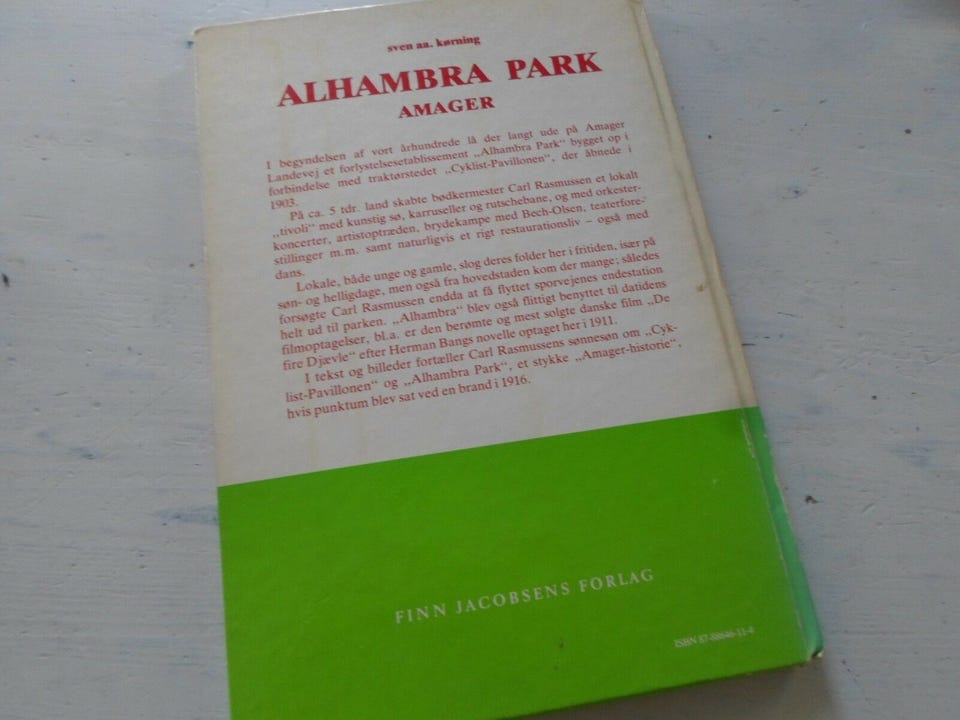 sven aa. kørning
ALHAMBRA PARK
AMAGER
I begyndelsen af vort århundrede lå der langt ude på Amager
Landevej et forlystelsesetablissement „Alhambra Park“ bygget op i
forbindelse med traktørstedet „Cyklist-Pavillonen“, der åbnede i
1903.
På ca. 5 tdr. land skabte bødkermester Carl Rasmussen et lokalt
„tivoli“ med kunstig sø, karruseller og rutschebane, og med orkester-
koncerter, artistoptræden, brydekampe med Bech-Olsen, teaterfore-
stillinger m.m. samt naturligvis et rigt restaurationsliv – også med
dans.
Lokale, både unge og gamle, slog deres folder her i fritiden, især på
søn- og helligdage, men også fra hovedstaden kom der mange; således
forsøgte Carl Rasmussen endda at få flyttet sporvejenes endestation
helt ud til parken. „Alhambra“ blev også flittigt benyttet til datidens
filmoptagelser, bl.a. er den berømte og mest solgte danske film „De
fire Djævle“ efter Herman Bangs novelle optaget her i 1911.
I tekst og billeder fortæller Carl Rasmussens sønnesøn om „Cyk-
list-Pavillonen“ og „Alhambra Park“, et stykke „Amager-historie“,
hvis punktum blev sat ved en brand i 1916.
FINN JACOBSENS FORLAG
ISBN 87-88646-11-4